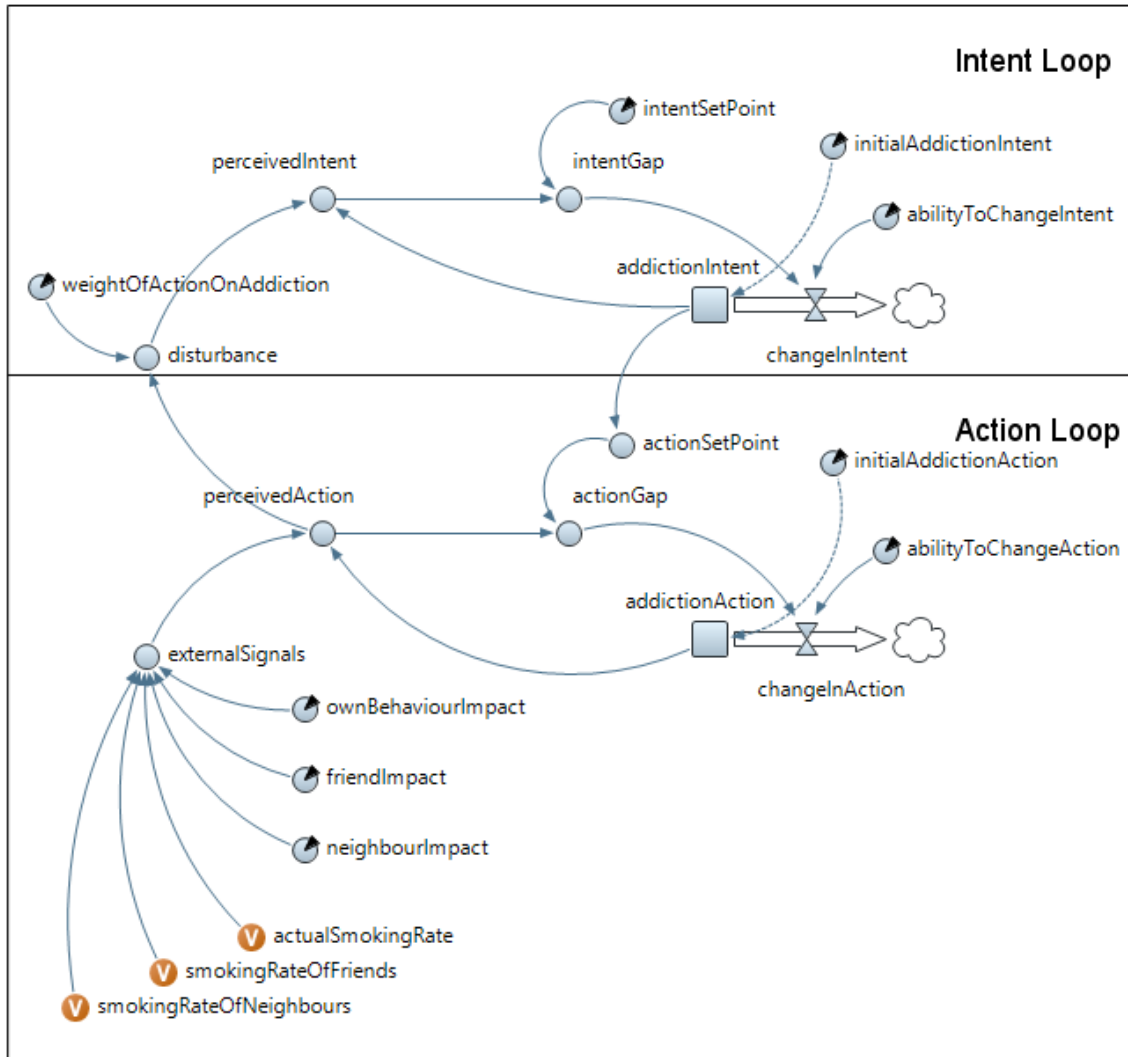 Intent Loop
intentSetPoint
initialAddictionIntent
perceivedIntent
intentGap
abilityToChangeIntent
addictionIntent
weightOfActionOnAddiction
disturbance
changeInIntent
Action Loop
actionSetPoint
initialAddictionAction
perceivedAction
actionGap
abilityToChangeAction
addictionAction
externalSignals
changeInAction
ownBehaviourImpact
friendImpact
neighbourImpact
V actualSmokingRate
V smokingRateOfFriends
V smokingRateOfNeighbours